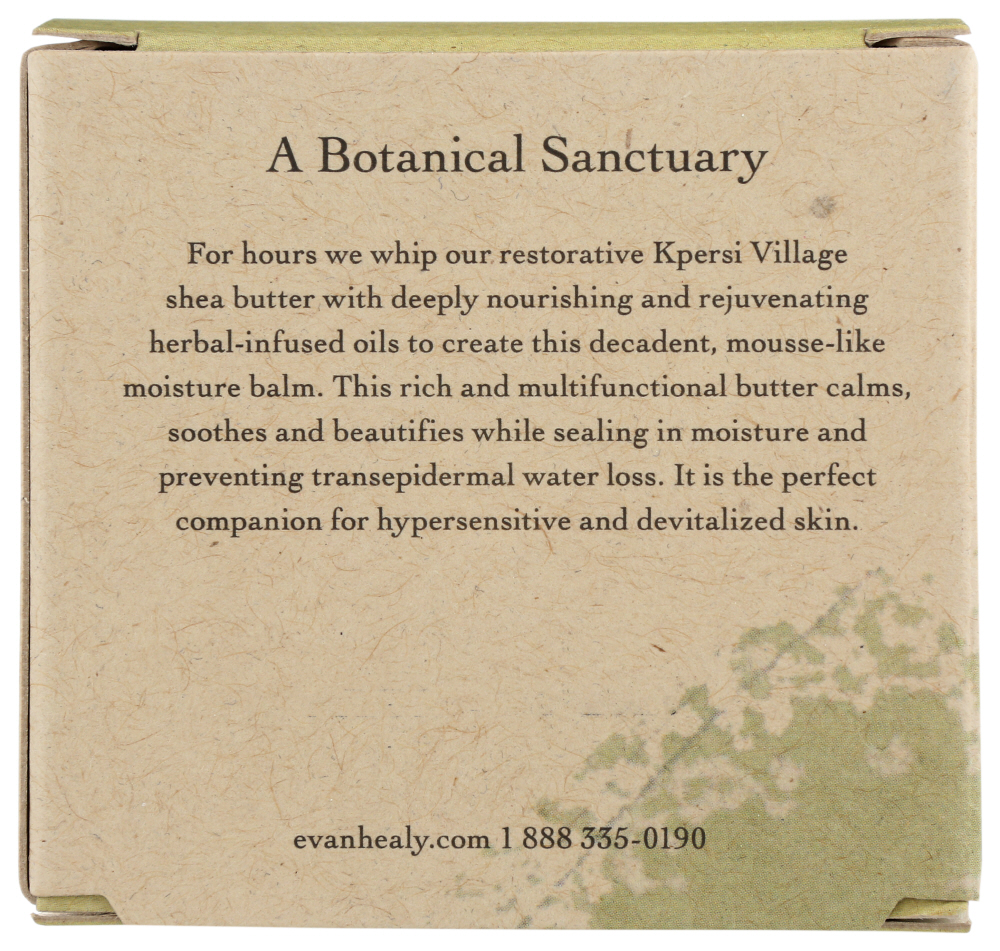 A Botanical Sanctuary
For hours we whip our restorative Kpersi Village
shea butter with deeply nourishing and rejuvenating
herbal-infused oils to create this decadent, mousse-like
moisture balm. This rich and multifunctional butter calms,
soothes and beautifies while sealing in moisture and
preventing transepidermal water loss. It is the perfect
companion for hypersensitive and devitalized skin.
evanhealy.com 1 888 335-0190